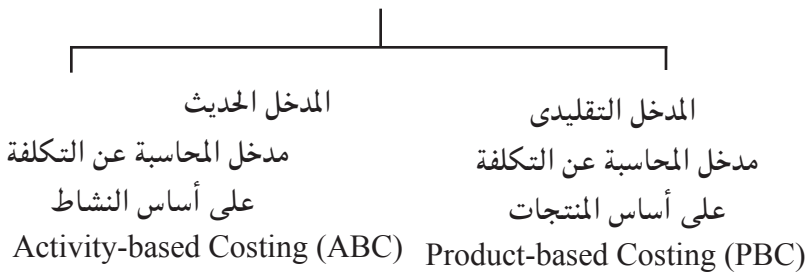 المدخل التقليدى
مدخل المحاسبة عن التكلفة
على أساس المنتجات
Product-based Costing (PBC)
المدخل الحديث
مدخل المحاسبة عن التكلفة
على أساس النشاط
Activity-based Costing (ABC)